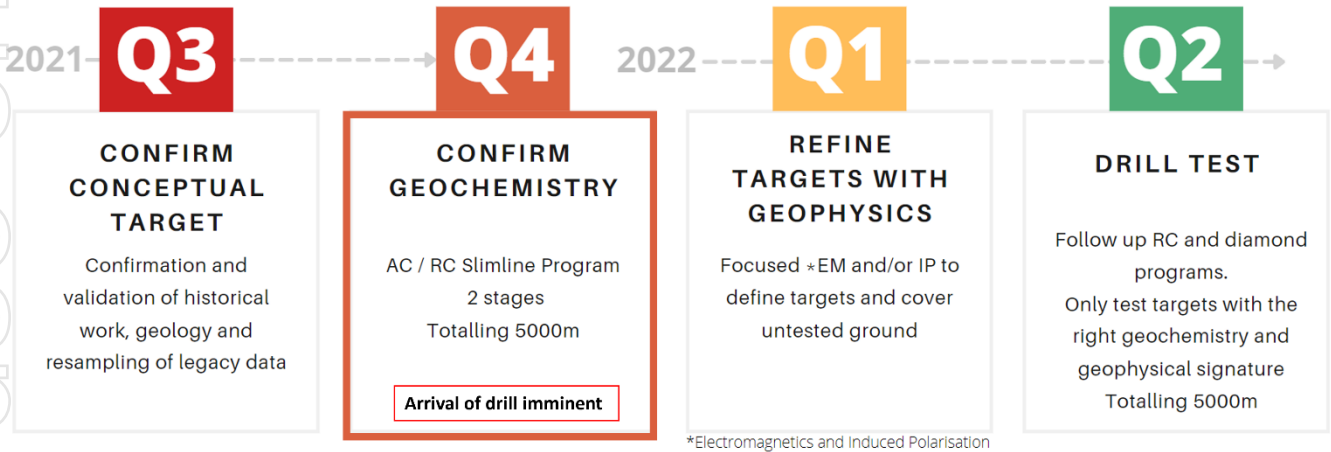 2021
Q3
Q4
2022
Q1
Q2
CONFIRM
CONCEPTUAL
TARGET
Confirmation and
validation of historical
work, geology and
resampling of legacy data
CONFIRM
GEOCHEMISTRY
AC / RC Slimline Program
2 stages
Totalling 5000m
Arrival of drill imminent
REFINE
TARGETS WITH
GEOPHYSICS
Focused *EM and/or IP to
define targets and cover
untested ground
*Electromagnetics and Induced Polarisation
DRILL TEST
Follow up RC and diamond
programs.
Only test targets with the
right geochemistry and
geophysical signature
Totalling 5000m